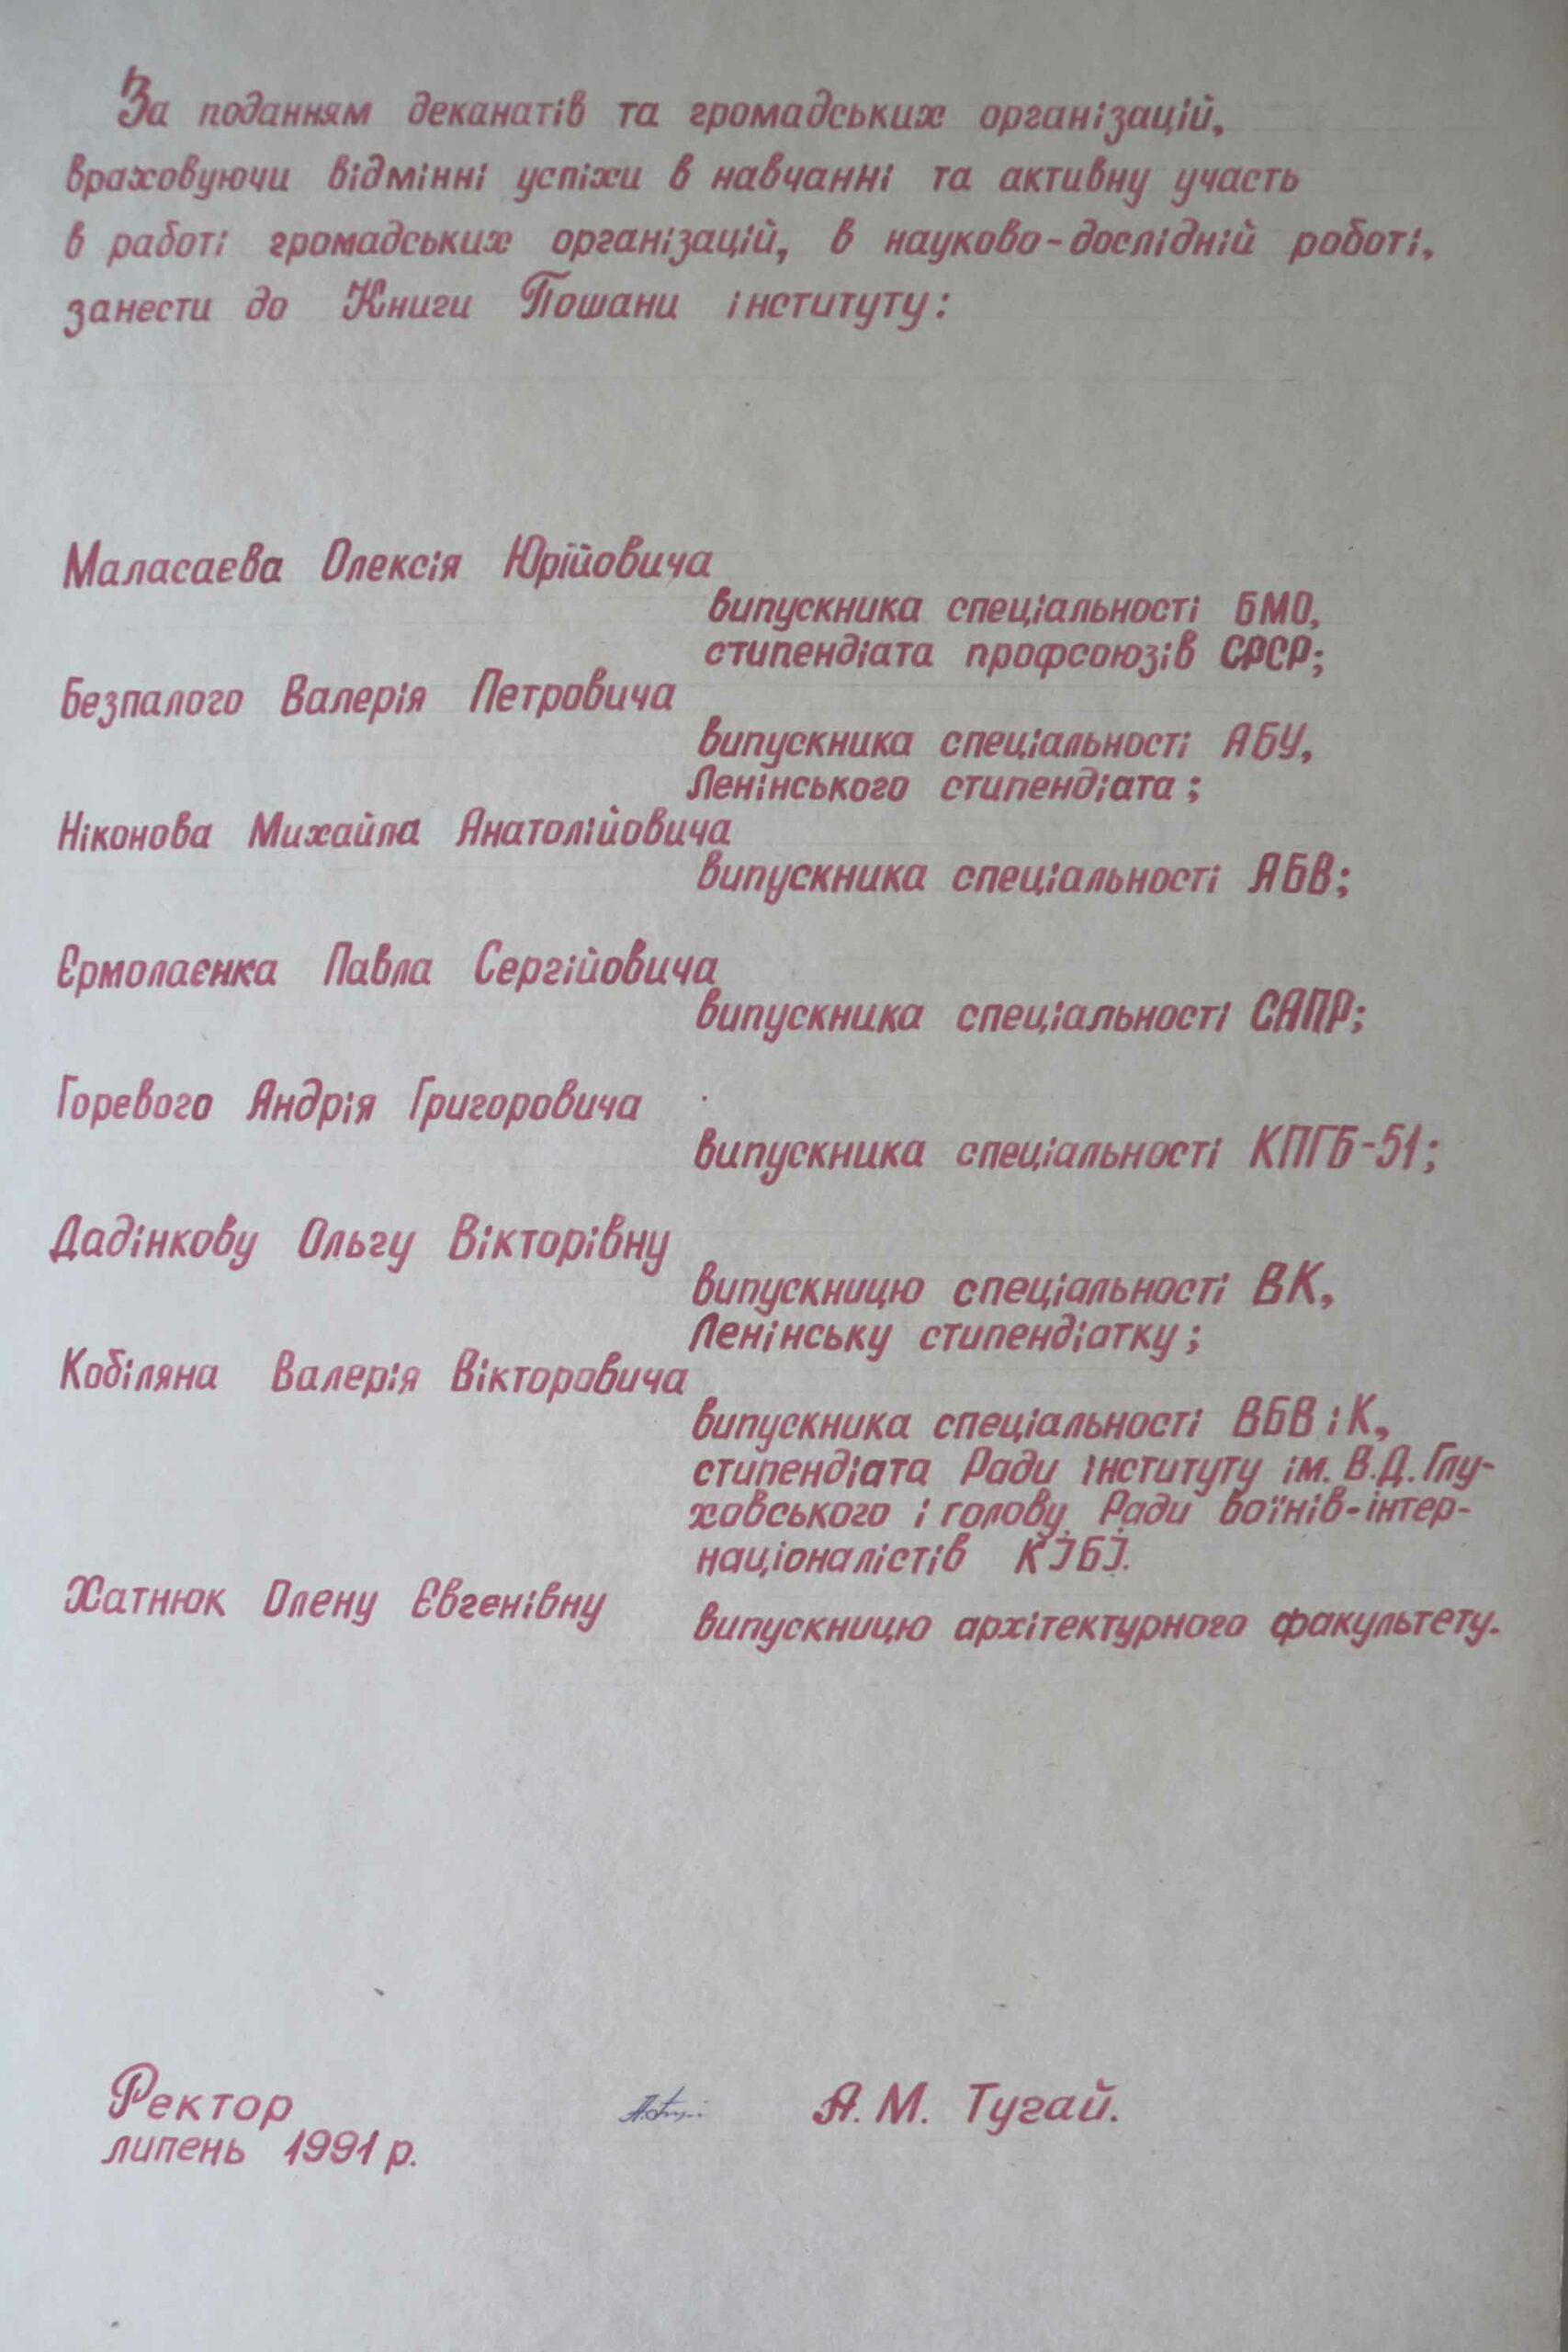 За поданням деканатів та громадських організацій,
враховуючи відмінні успіхи в навчанні та активну участь
в работі громадських організацій, в науково-дослідній роботі,
занести до Книги Пошани інституту:
Маласаєва Олексія Юрійовича
випускника спеціальності БМО,
стипендіата профсоюзів СРСР;
Безпалого Валерія Петровича
випускника спеціальності АБУ,
Ленінського стипендіата;
Ніконова Михайла Анатолійовича
випускника спеціальності АБВ;
Єрмолаєнка Павла Сергійовича
випускника спеціальності САПР;
Горевого Андрія Григоровича
випускника спеціальності КПГБ-51;
Дадінкову Ольгу Вікторівну
випускницю спеціальності ВК,
Ленінську стипендіатку;
Кобіляна Валерія Вікторовича
випускника спеціальності ВБВ і К,
стипендіата Ради інституту ім. В.Д. Глу-
ховського і голову Ради воїнів-інтер-
націоналістів КІБІ.
Хатнюк Олену Євгенівну
випускницю архітектурного факультету.
Ректор А. М. Тугай.
липень 1991 р.